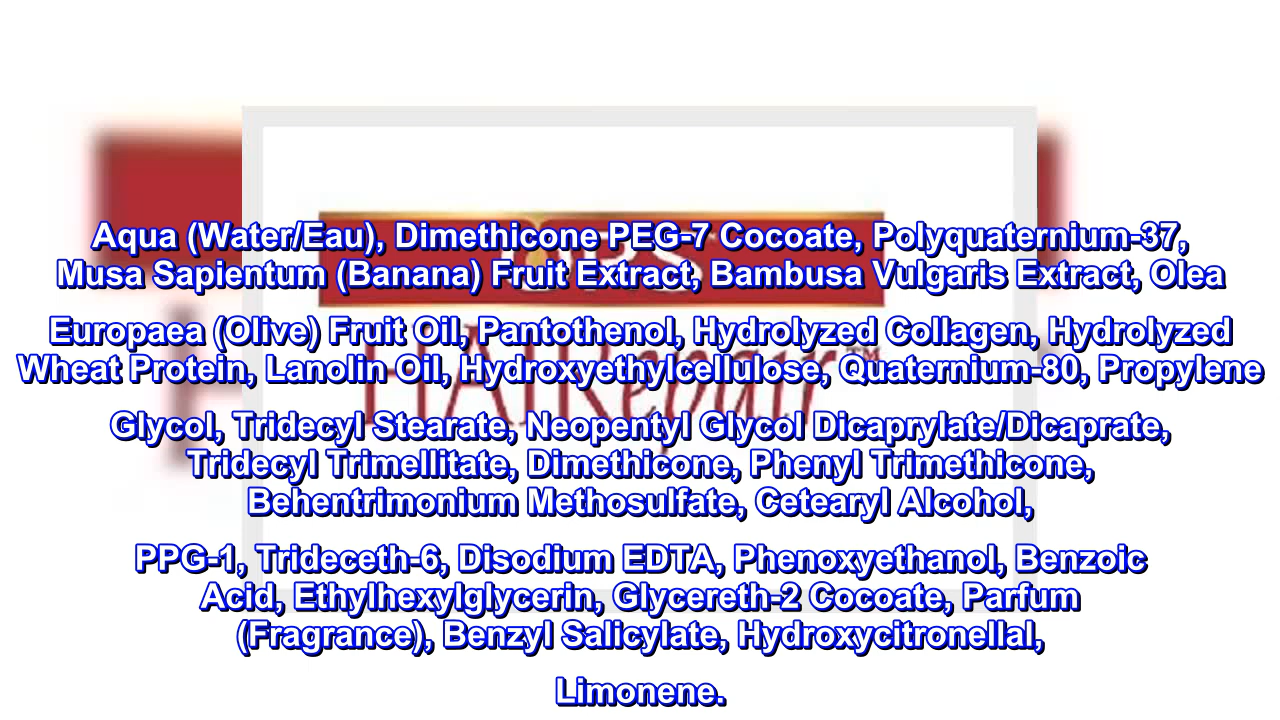 Aqua (Water/Eau), Dimethicone PEG-7 Cocoate, Polyquaternium-37,
Musa Sapientum (Banana) Fruit Extract, Bambusa Vulgaris Extract, Olea
Europaea (Olive) Fruit Oil, Pantothenol, Hydrolyzed Collagen, Hydrolyzed
Wheat Protein, Lanolin Oil, Hydroxyethylcellulose, Quaternium-80, Propylene
HAIRepair™
Glycol, Tridecyl Stearate, Neopentyl Glycol Dicaprylate/Dicaprate,
Tridecyl Trimellitate, Dimethicone, Phenyl Trimethicone,
Behentrimonium Methosulfate, Cetearyl Alcohol,
PPG-1, Trideceth-6, Disodium EDTA, Phenoxyethanol, Benzoic
Acid, Ethylhexylglycerin, Glycereth-2 Cocoate, Parfum
(Fragrance), Benzyl Salicylate, Hydroxycitronellal,
Limonene.